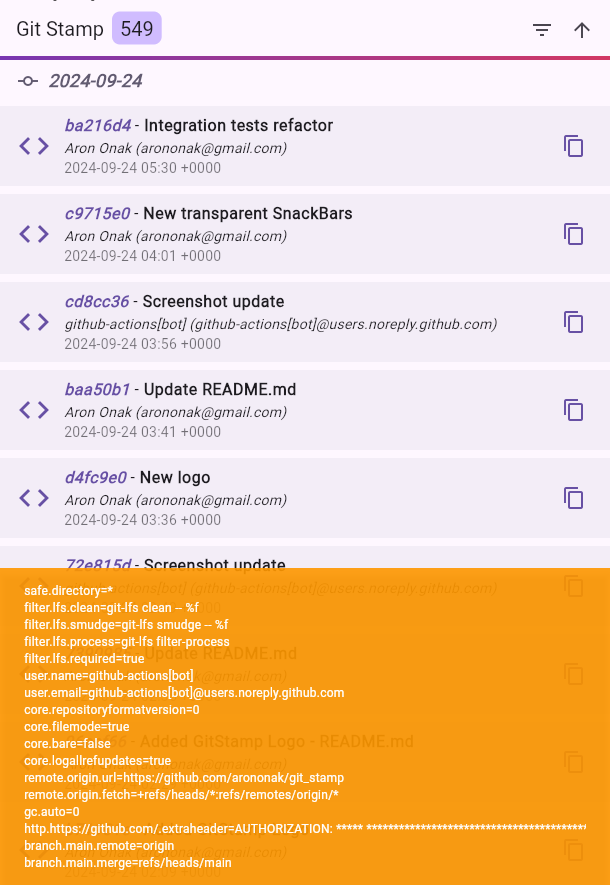 Git Stamp 549
2024-09-24
ba216d4 - Integration tests refactor
Aron Onak (arononak@gmail.com)
2024-09-24 05:30 +0000
c9715e0 - New transparent SnackBars
Aron Onak (arononak@gmail.com)
2024-09-24 04:01 +0000
cd8cc36 - Screenshot update
github-actions[bot] (github-actions[bot]@users.noreply.github.com)
2024-09-24 03:56 +0000
baa50b1 - Update README.md
Aron Onak (arononak@gmail.com)
2024-09-24 03:41 +0000
d4fc9e0 - New logo
Aron Onak (arononak@gmail.com)
2024-09-24 03:36 +0000
72e815d - Screenshot update
actions[bot] (github-actions[bot]@users.noreply.github.com)
safe.directory=*
filter.lfs.clean=git-lfs clean -- %f
filter.lfs.smudge=git-lfs smudge -- %f
filter.lfs.process=git-lfs filter-process
filter.lfs.required=true
Update README.md
user.name=github-actions[bot]
user.email=github-actions[bot]@users.noreply.github.com
core.repositoryformatversion=0
core.filemode=true
core.bare=false
Added GitStamp Logo - README.md
core.logallrefupdates=true
remote.origin.url=https://github.com/arononak/git_stamp
remote.origin.fetch=+refs/heads/*:refs/remotes/origin/*
gc.auto=0
http.https://github.com/.extraheader=AUTHORIZATION: ***** ****************************************
branch.main.remote=origin
branch.main.merge=refs/heads/main